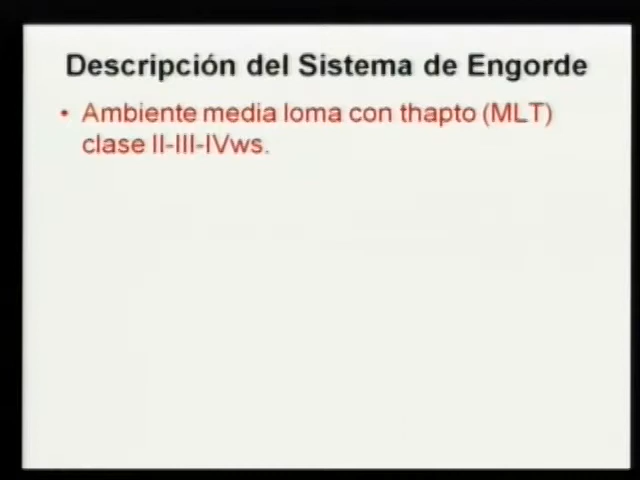 Descripción del Sistema de Engorde
• Ambiente media loma con thapto (MLT)
clase II-III-IVws.